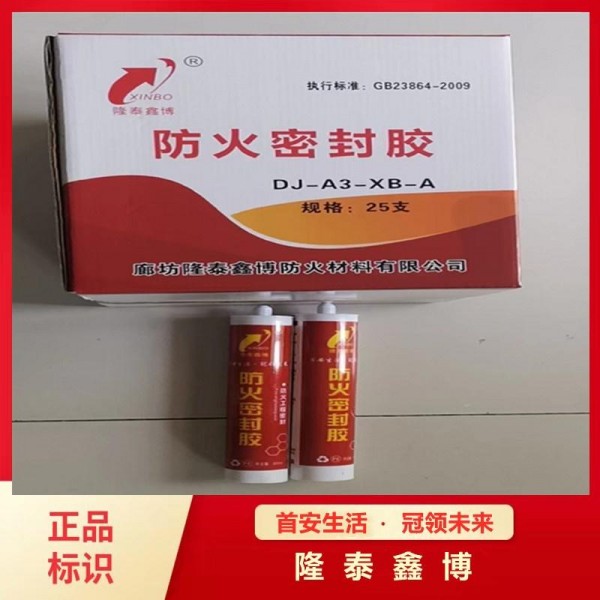 ®
XINBO
隆泰鑫博
执行标准：GB23864-2009
防火密封胶
DJ-A3-XB-A
规格：25支
廊坊隆泰鑫博防火材料有限公司
防火密封胶
防火密封胶
正品
标识
首安生活·冠领未来
隆泰鑫博